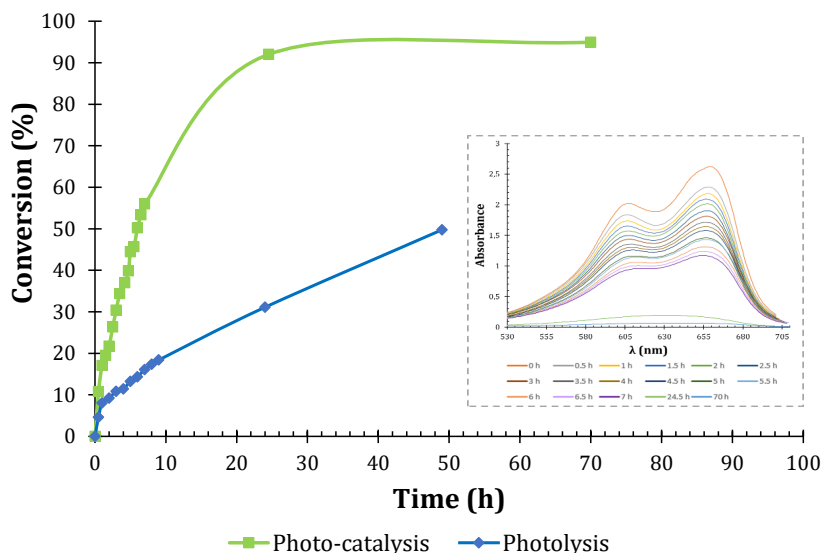 Conversion (%)
100
90
80
70
60
50
40
30
20
10
0
0 10 20 30 40 50 60 70 80 90 100
Time (h)
Photo-catalysis Photolysis
Absorbance
3
2,5
2
1,5
1
0,5
0
530 555 580 605 630 655 680 705
λ (nm)
0 h 0.5 h 1 h 1.5 h 2 h 2.5 h
3 h 3.5 h 4 h 4.5 h 5 h 5.5 h
6 h 6.5 h 7 h 24.5 h 70 h